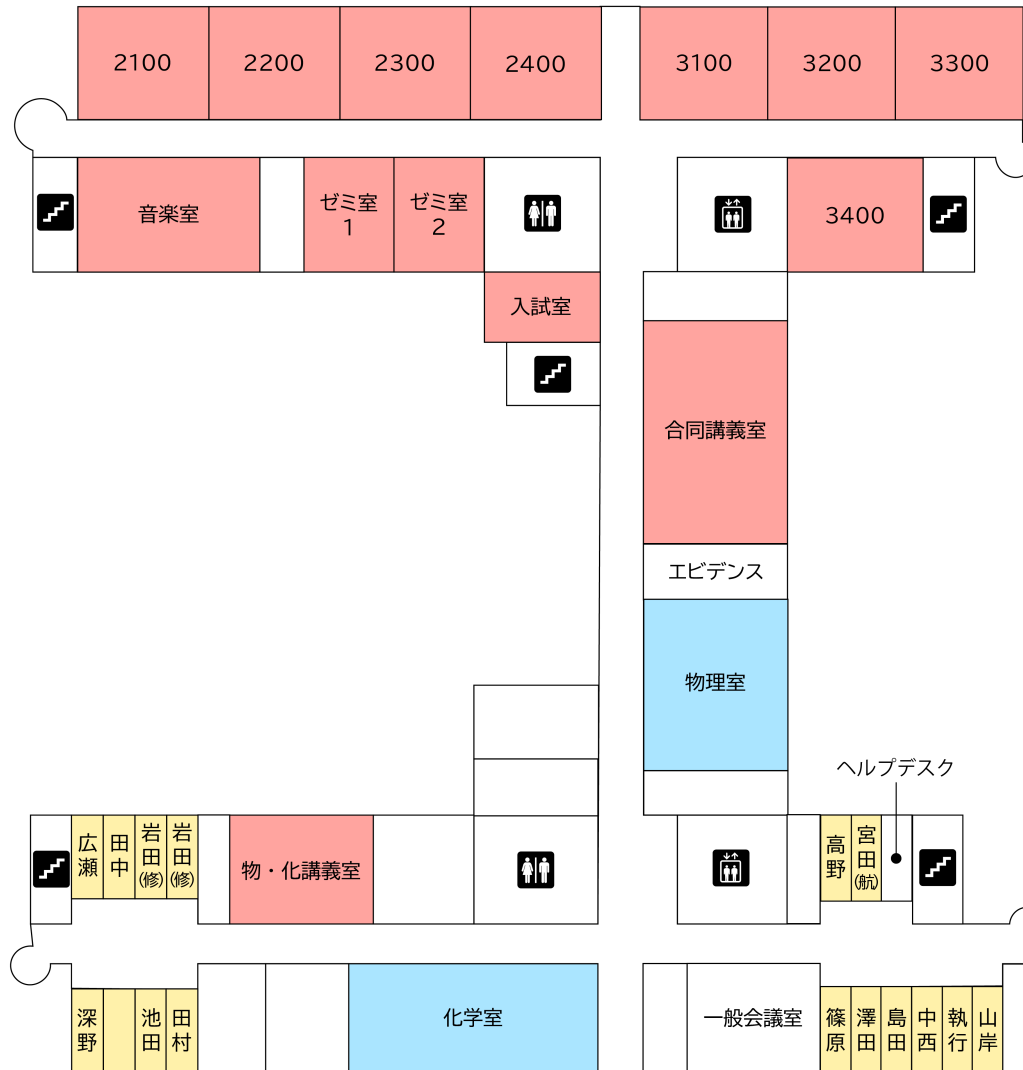 2100
2200
2300
2400
3100
3200
3300
音楽室
ゼミ室
1
ゼミ室
2
3400
入試室
合同講義室
エビデンス
物理室
ヘルプデスク
広瀬
田中
岩田(修)
岩田(修)
物・化講義室
高野
宮田(航)
深野
池田
田村
化学室
一般会議室
篠原
澤田
島田
中西
執行
山岸